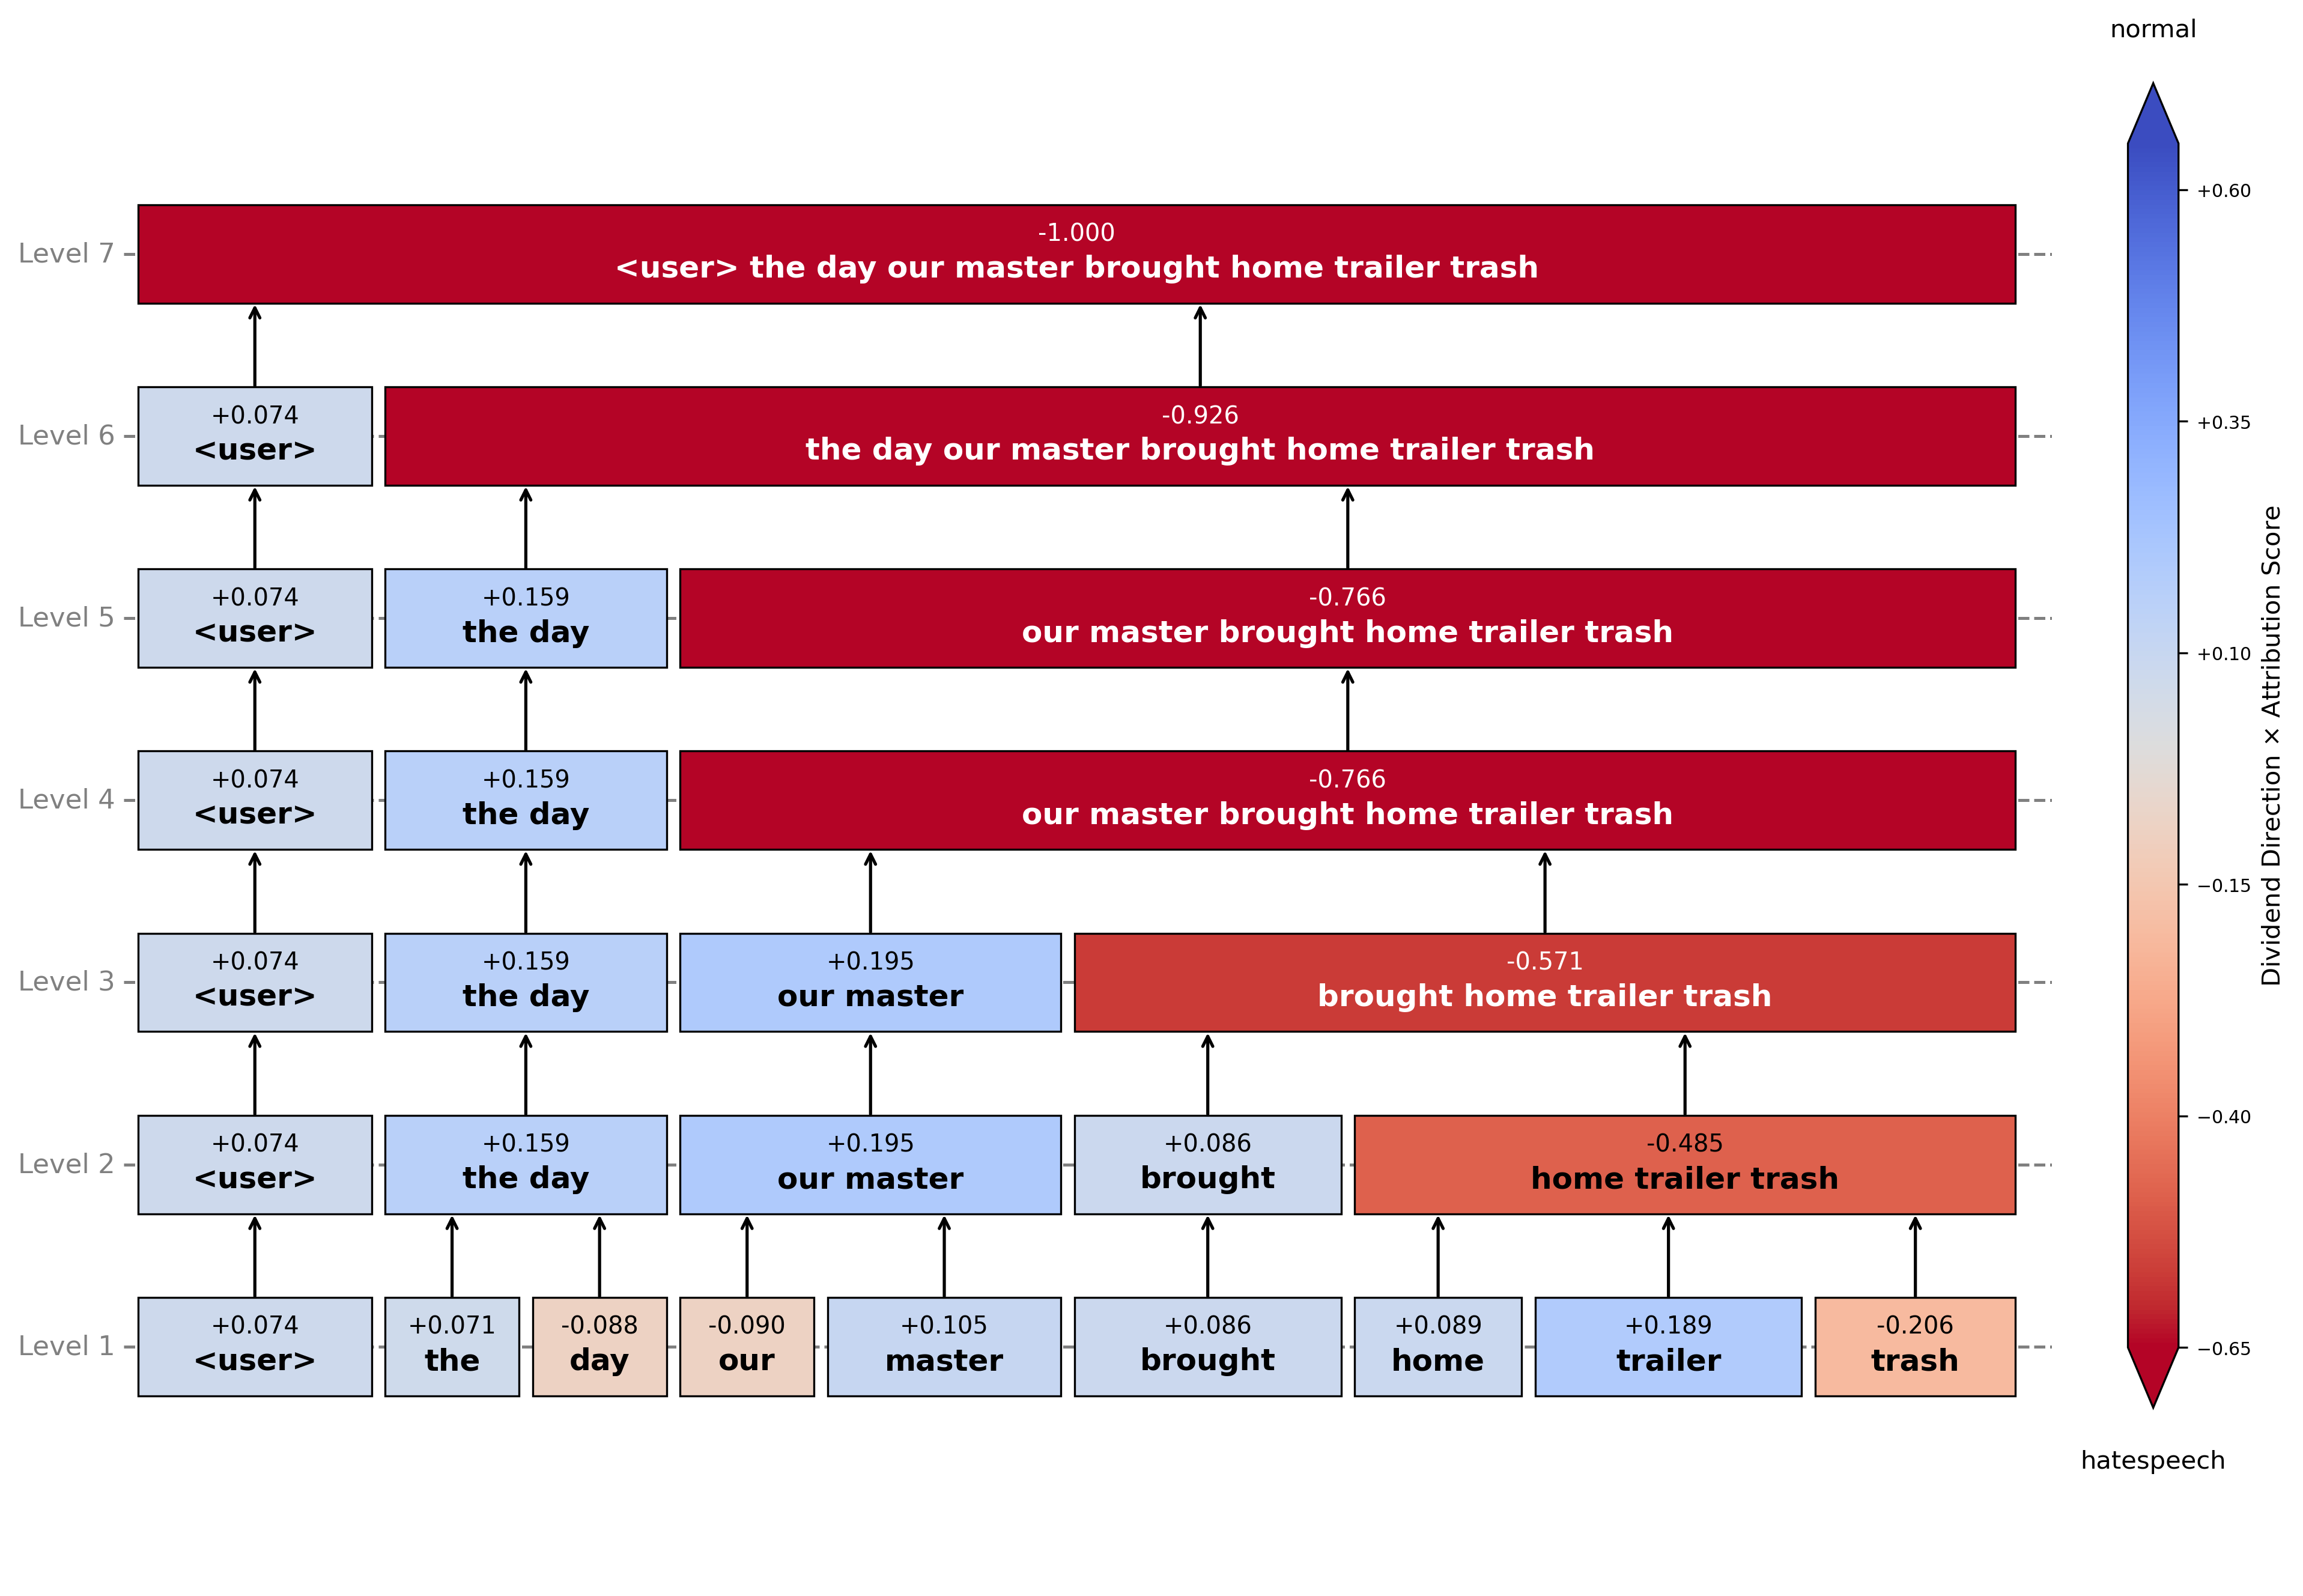 normal
Level 7
-1.000
<user> the day our master brought home trailer trash
Level 6
+0.074
<user>
-0.926
the day our master brought home trailer trash
Level 5
+0.074
<user>
+0.159
the day
-0.766
our master brought home trailer trash
Level 4
+0.074
<user>
+0.159
the day
-0.766
our master brought home trailer trash
Level 3
+0.074
<user>
+0.159
the day
+0.195
our master
-0.571
brought home trailer trash
Level 2
+0.074
<user>
+0.159
the day
+0.195
our master
+0.086
brought
-0.485
home trailer trash
Level 1
+0.074
<user>
+0.071
the
-0.088
day
-0.090
our
+0.105
master
+0.086
brought
+0.089
home
+0.189
trailer
-0.206
trash
+0.60
+0.35
+0.10
−0.15
−0.40
−0.65
Dividend Direction × Attribution Score
hatespeech